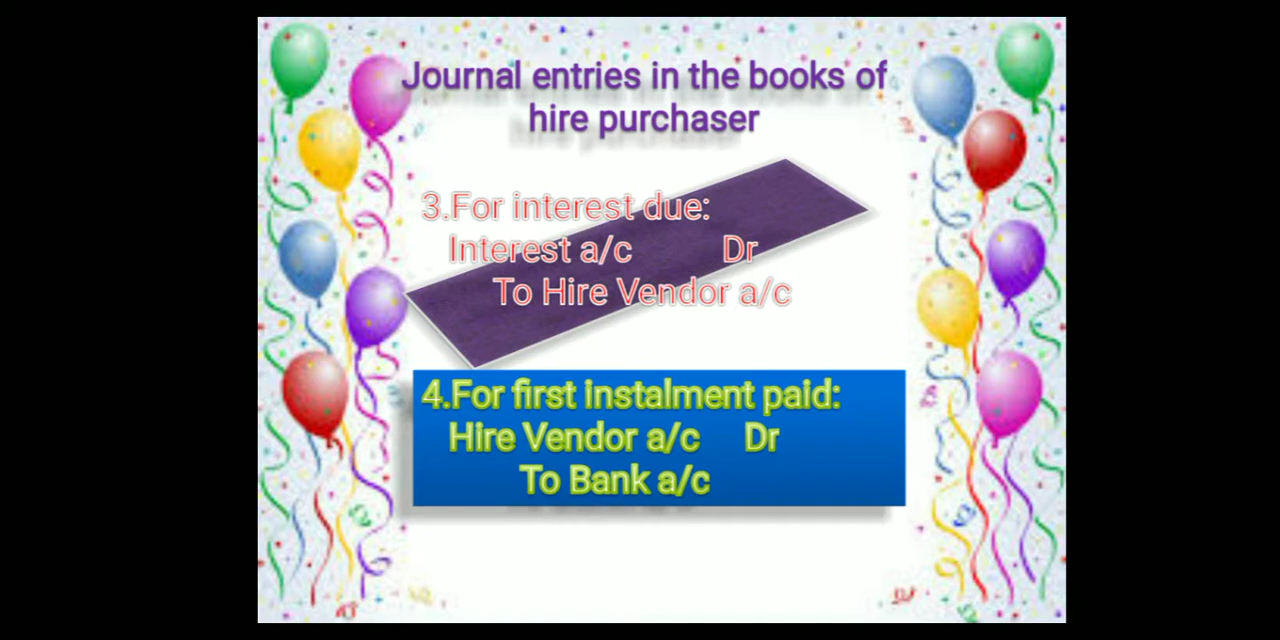 Journal entries in the books of
hire purchaser
3.For interest due:
Interest a/c Dr
To Hire Vendor a/c
4.For first instalment paid:
Hire Vendor a/c Dr
To Bank a/c